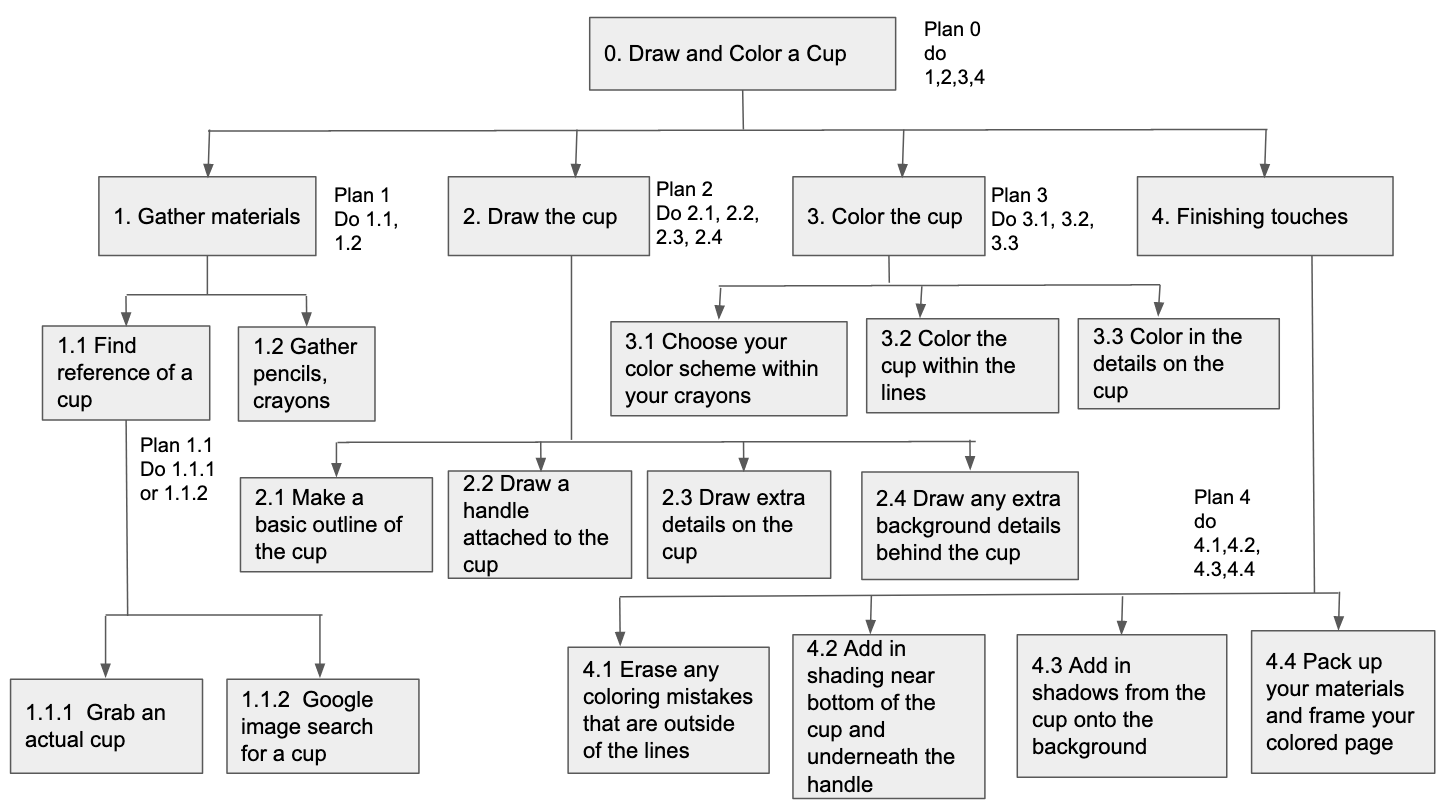 0. Draw and Color a Cup
Plan 0
do
1,2,3,4
1. Gather materials
Plan 1
Do 1.1,
1.2
2. Draw the cup
Plan 2
Do 2.1, 2.2,
2.3, 2.4
3. Color the cup
Plan 3
Do 3.1, 3.2,
3.3
4. Finishing touches
1.1 Find
reference of a
cup
1.2 Gather
pencils,
crayons
3.1 Choose your
color scheme within
your crayons
3.2 Color the
cup within the
lines
3.3 Color in the
details on the
cup
Plan 1.1
Do 1.1.1
or 1.1.2
2.1 Make a
basic outline of
the cup
2.2 Draw a
handle
attached to the
cup
2.3 Draw extra
details on the
cup
2.4 Draw any extra
background details
behind the cup
Plan 4
do
4.1,4.2,
4.3,4.4
1.1.1 Grab an
actual cup
1.1.2 Google
image search
for a cup
4.1 Erase any
coloring mistakes
that are outside
of the lines
4.2 Add in
shading near
bottom of the
cup and
underneath the
handle
4.3 Add in
shadows from the
cup onto the
background
4.4 Pack up
your materials
and frame your
colored page